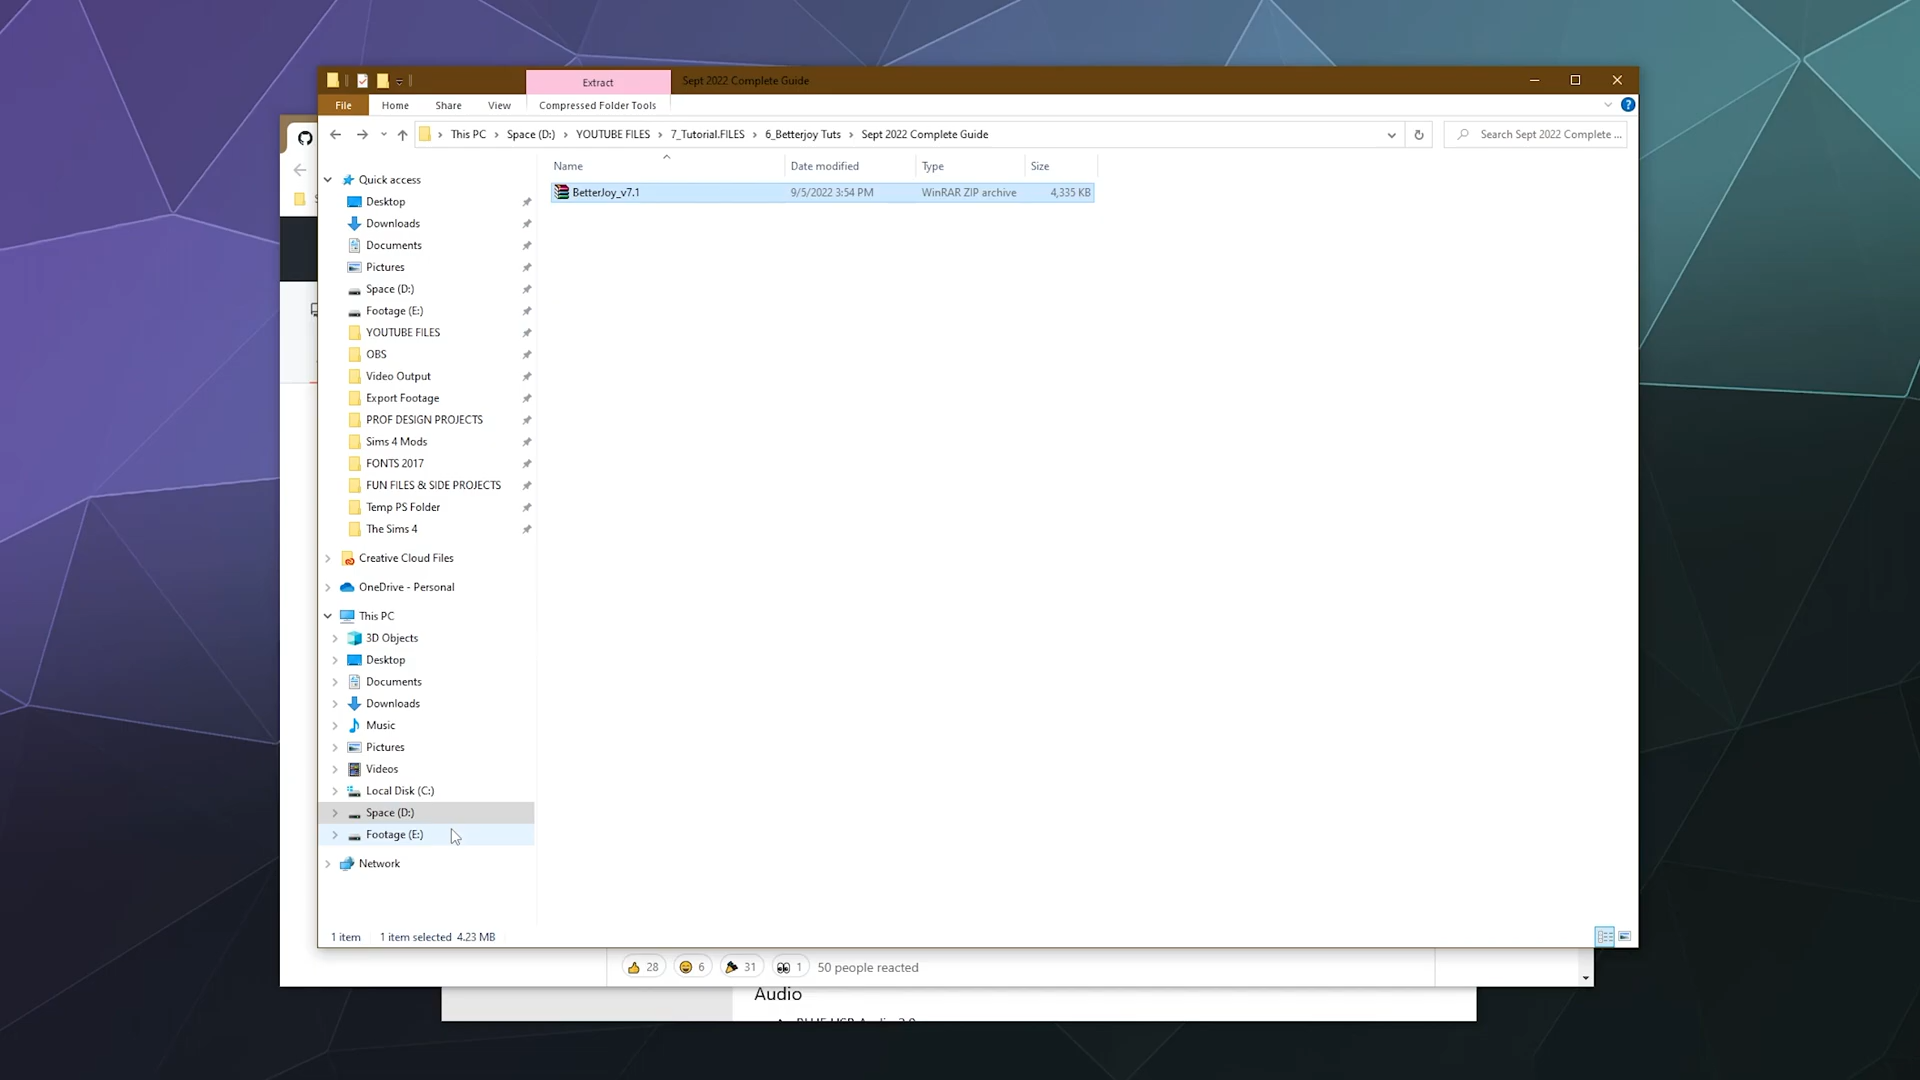 Extract
Sept 2022 Complete Guide
File
Home
Share
View
Compressed Folder Tools
This PC
Space (D:)
YOUTUBE FILES
7_Tutorial.FILES
6_Betterjoy Tuts
Sept 2022 Complete Guide
Search Sept 2022 Complete ...
Name
Date modified
Type
Size
BetterJoy_v7.1
9/5/2022 3:54 PM
WinRAR ZIP archive
4,335 KB
Quick access
Desktop
Downloads
Documents
Pictures
Space (D:)
Footage (E:)
YOUTUBE FILES
OBS
Video Output
Export Footage
PROF DESIGN PROJECTS
Sims 4 Mods
FONTS 2017
FUN FILES & SIDE PROJECTS
Temp PS Folder
The Sims 4
Creative Cloud Files
OneDrive - Personal
This PC
3D Objects
Desktop
Documents
Downloads
Music
Pictures
Videos
Local Disk (C:)
Space (D:)
Footage (E:)
Network
1 item
1 item selected 4.23 MB
28
6
31
1
50 people reacted
Audio